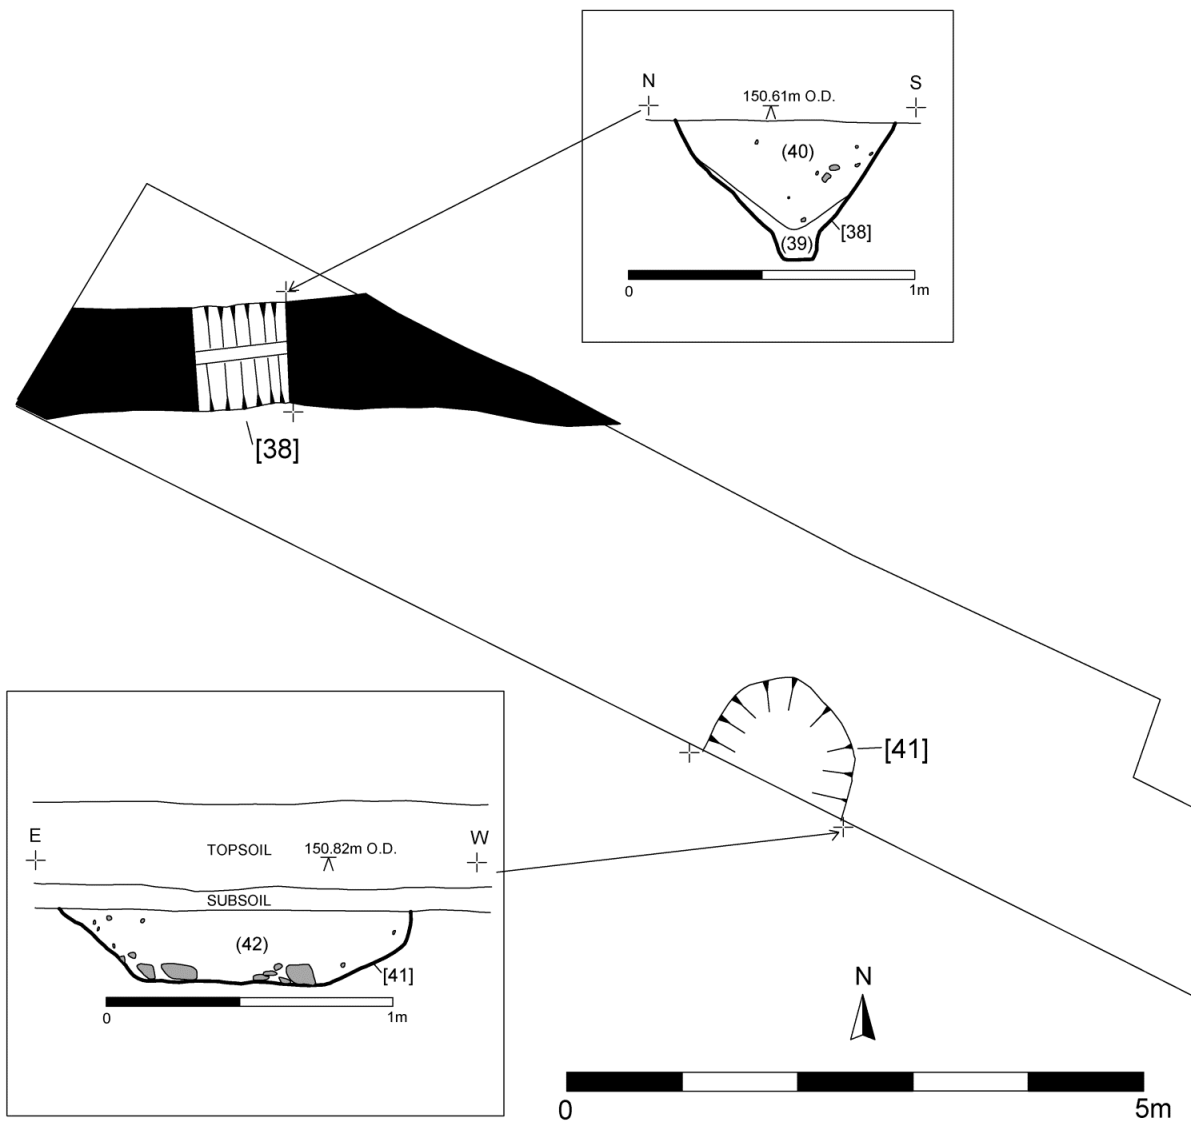 N S
150.61m O.D.
(40)
[38]
(39)
0 1m
[38]
[41]
E W
TOPSOIL 150.82m O.D.
SUBSOIL
(42)
[41]
0 1m
N
0 5m